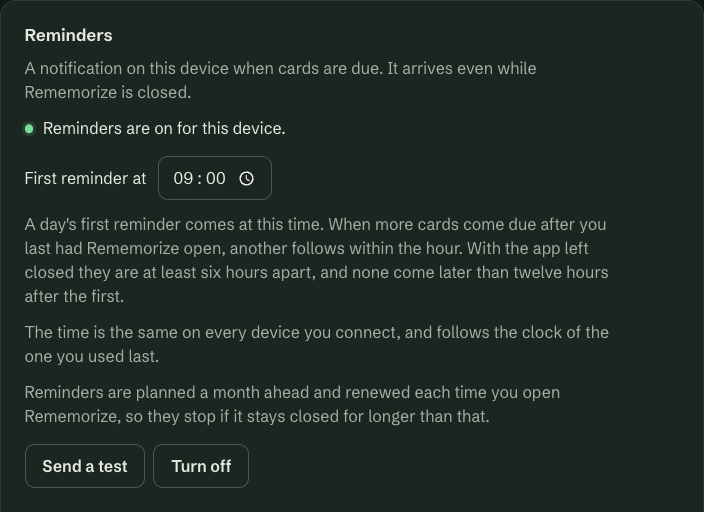 Reminders
A notification on this device when cards are due. It arrives even while
Rememorize is closed.
Reminders are on for this device.
First reminder at 09:00
A day's first reminder comes at this time. When more cards come due after you
last had Rememorize open, another follows within the hour. With the app left
closed they are at least six hours apart, and none come later than twelve hours
after the first.
The time is the same on every device you connect, and follows the clock of the
one you used last.
Reminders are planned a month ahead and renewed each time you open
Rememorize, so they stop if it stays closed for longer than that.
Send a test Turn off